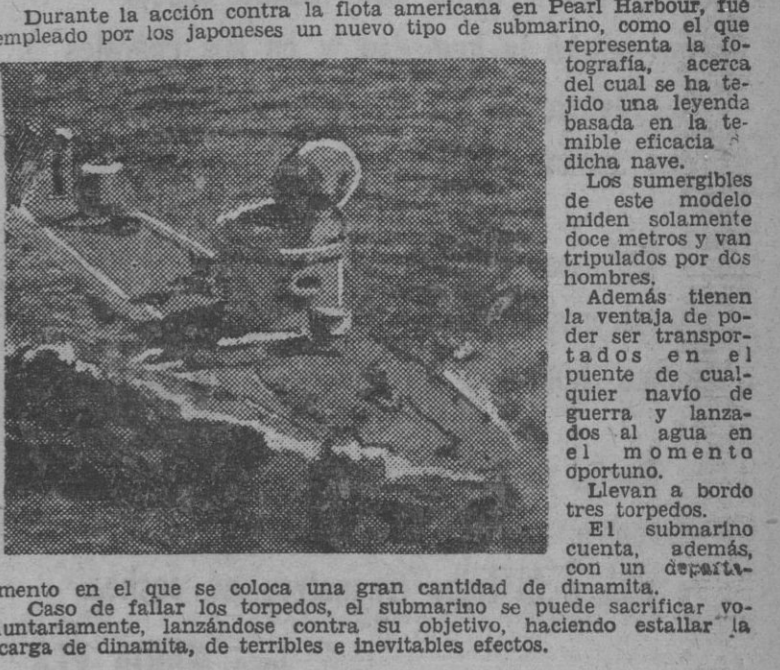 Durante la acción contra la flota americana en Pearl Harbour, fué
empleado por los japoneses un nuevo tipo de submarino, como el que
representa la fo-
tografía, acerca
del cual se ha te-
jido una leyenda
basada en la te-
mible eficacia
dicha nave.
Los sumergibles
de este modelo
miden solamente
doce metros y van
tripulados por dos
hombres.
Además tienen
la ventaja de po-
der ser transpor-
tados en el
puente de cual-
quier navío de
guerra y lanza-
dos al agua en
el momento
oportuno.
Llevan a bordo
tres torpedos.
El submarino
cuenta, además,
con un departa-
mento en el que se coloca una gran cantidad de dinamita.
Caso de fallar los torpedos, el submarino se puede sacrificar vo-
luntariamente, lanzándose contra su objetivo, haciendo estallar la
carga de dinamita, de terribles e inevitables efectos.